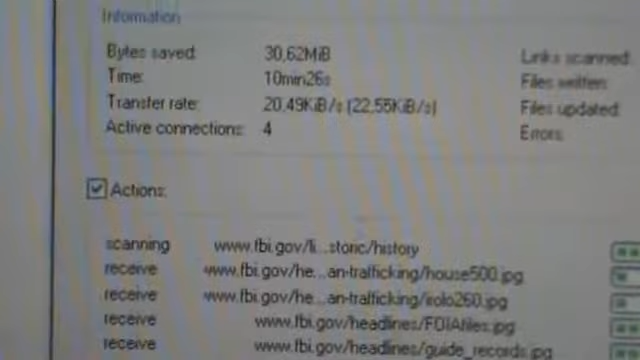 Information
Bytes saved: 30,62MiB Links scanned:
Time: 10min26s Files written:
Transfer rate: 20,49KiB/s (22,55KiB/s) Files updated:
Active connections: 4 Errors:
Actions:
scanning www.fbi.gov/li...storic/history
receive www.fbi.gov/he...an-trafficking/house500.jpg
receive www.fbi.gov/he...an-trafficking/
receive www.fbi.gov/headlines/FOIAfiles.jpg
receive www.fbi.gov/headlines/guide_records.jpg